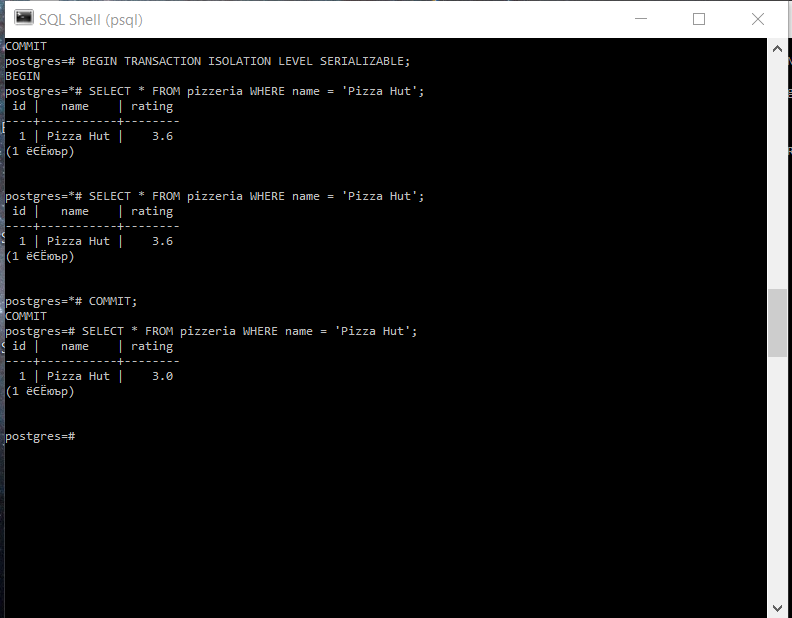 SQL Shell (psql)
COMMIT
postgres=# BEGIN TRANSACTION ISOLATION LEVEL SERIALIZABLE;
BEGIN
postgres=*# SELECT * FROM pizzeria WHERE name = 'Pizza Hut';
 id |   name    | rating
----+-----------+--------
  1 | Pizza Hut |    3.6
(1 ёЄЁюър)
postgres=*# SELECT * FROM pizzeria WHERE name = 'Pizza Hut';
 id |   name    | rating
----+-----------+--------
  1 | Pizza Hut |    3.6
(1 ёЄЁюър)
postgres=*# COMMIT;
COMMIT
postgres=# SELECT * FROM pizzeria WHERE name = 'Pizza Hut';
 id |   name    | rating
----+-----------+--------
  1 | Pizza Hut |    3.0
(1 ёЄЁюър)
postgres=#